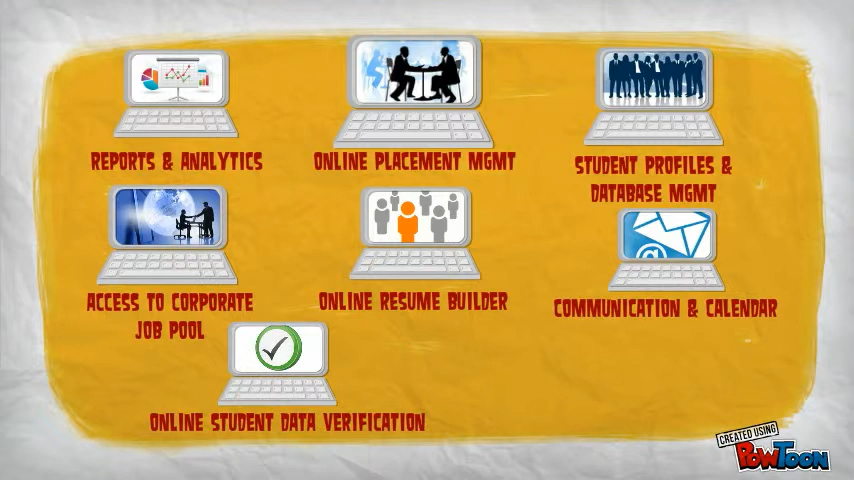 REPORTS & ANALYTICS
ONLINE PLACEMENT MGMT
STUDENT PROFILES &
DATABASE MGMT
ACCESS TO CORPORATE
JOB POOL
ONLINE RESUME BUILDER
COMMUNICATION & CALENDAR
@
ONLINE STUDENT DATA VERIFICATION
CREATED USING
POWTOON